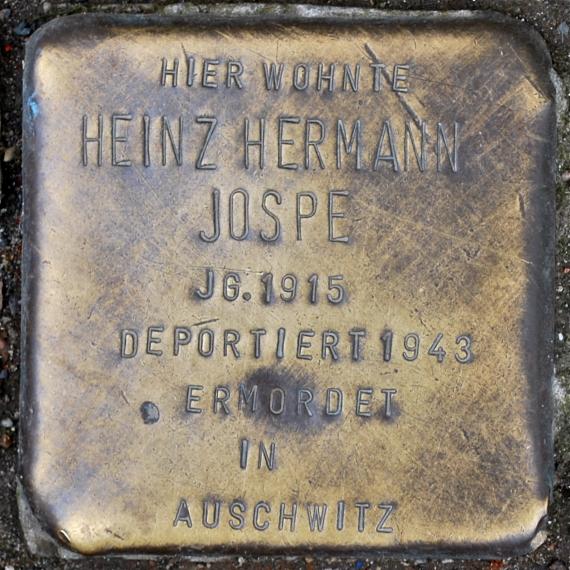 HIER WOHNTE
HEINZ HERMANN
JOSPE
JG. 1915
DEPORTIERT 1943
ERMORDET
IN
AUSCHWITZ